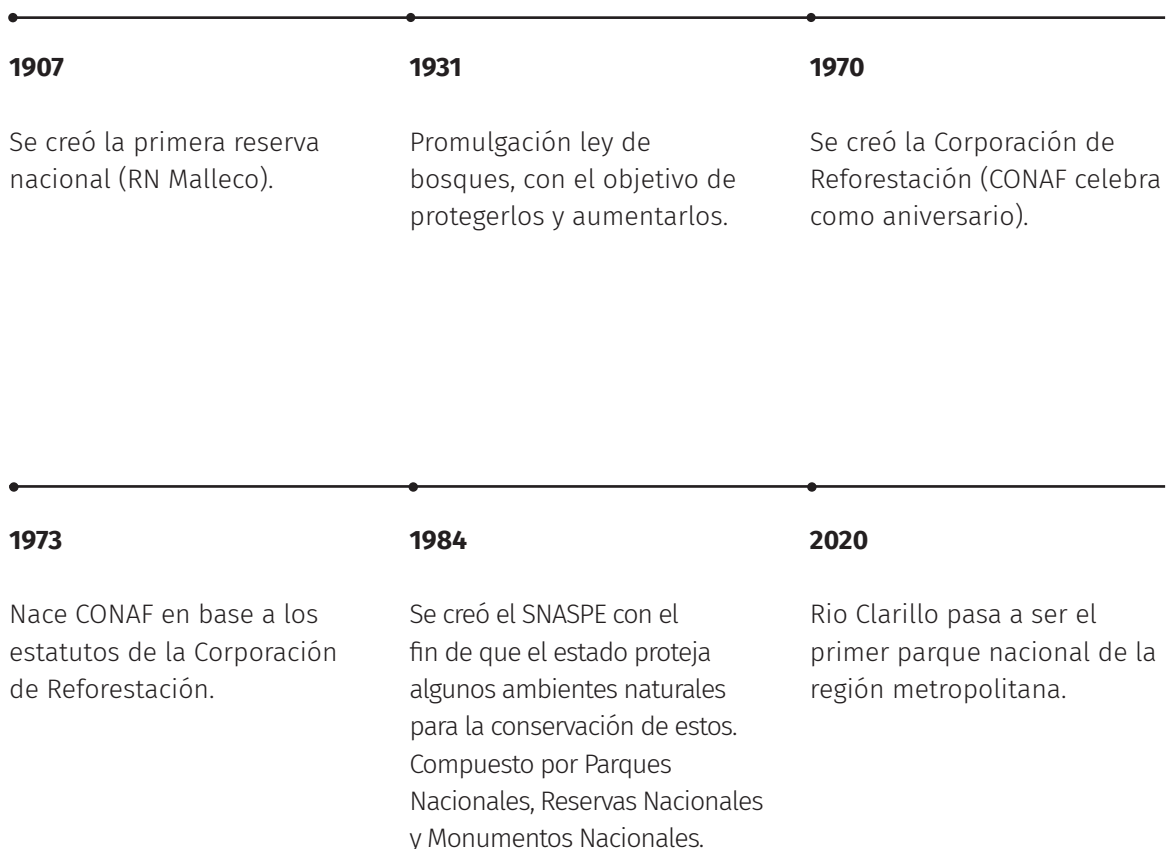 1907
Se creó la primera reserva
nacional (RN Malleco).
1931
Promulgación ley de
bosques, con el objetivo de
protegerlos y aumentarlos.
1970
Se creó la Corporación de
Reforestación (CONAF celebra
como aniversario).
1973
Nace CONAF en base a los
estatutos de la Corporación
de Reforestación.
1984
Se creó el SNASPE con el
fin de que el estado proteja
algunos ambientes naturales
para la conservación de estos.
Compuesto por Parques
Nacionales, Reservas Nacionales
y Monumentos Nacionales.
2020
Rio Clarillo pasa a ser el
primer parque nacional de la
región metropolitana.